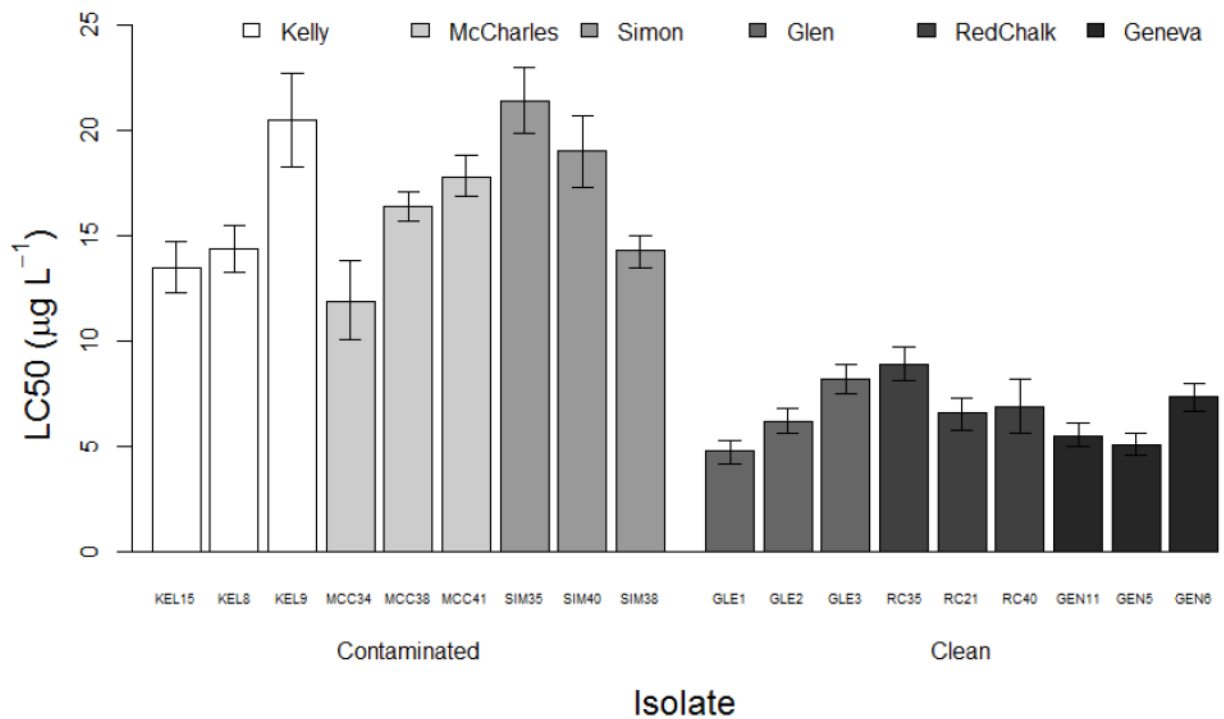 25
Kelly McCharles Simon Glen RedChalk Geneva
20
15
10
5
0
LC50 (µg L⁻¹)
KEL15 KEL8 KEL9 MCC34 MCC38 MCC41 SIM35 SIM40 SIM38 GLE1 GLE2 GLE3 RC35 RC21 RC40 GEN11 GEN5 GEN6
Contaminated Clean
Isolate